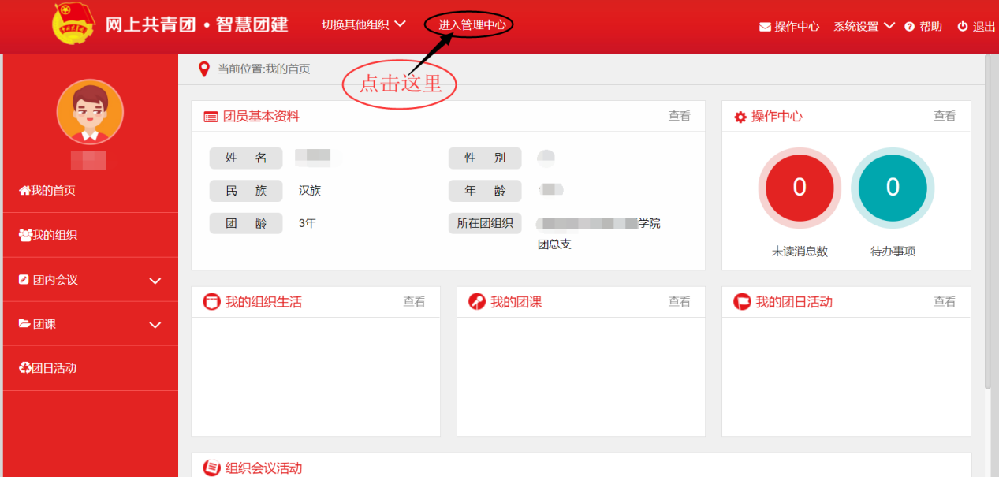 网上共青团·智慧团建
切换其他组织
进入管理中心
操作中心
系统设置
帮助
退出
当前位置:我的首页
点击这里
我的首页
我的组织
团内会议
团课
团日活动
团员基本资料
查看
姓 名
性 别
民 族
汉族
年 龄
团 龄
3年
所在团组织
学院
团总支
操作中心
查看
0
0
未读消息数
待办事项
我的组织生活
查看
我的团课
查看
我的团日活动
查看
组织会议活动